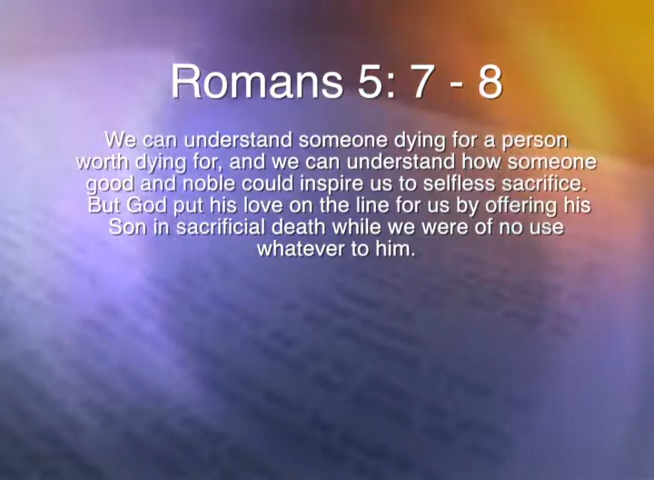 Romans 5: 7 - 8
We can understand someone dying for a person
worth dying for, and we can understand how someone
good and noble could inspire us to selfless sacrifice.
But God put his love on the line for us by offering his
Son in sacrificial death while we were of no use
whatever to him.